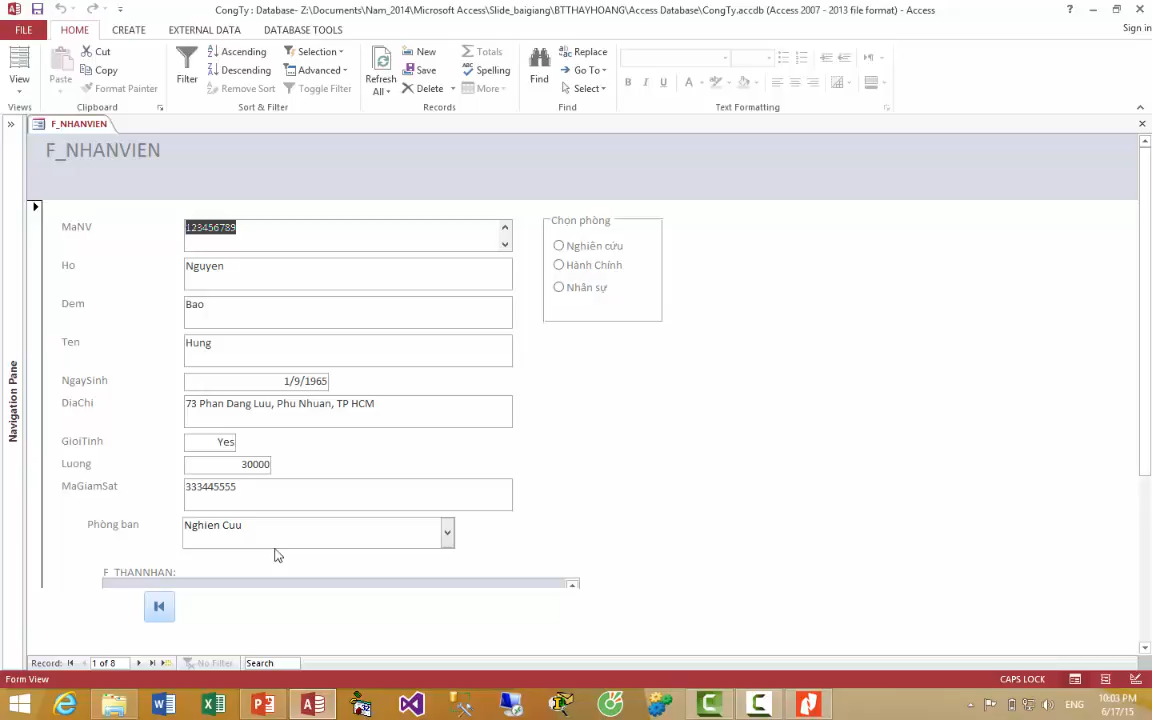 CongTy : Database- Z:\Documents\Nam_2014\Microsoft Access\Slide_baigiang\BTTHAYHOANG\Access Database\CongTy.accdb (Access 2007 - 2013 file format) - Access
Sign in
FILE HOME CREATE EXTERNAL DATA DATABASE TOOLS
View
Views
Paste
Cut
Copy
Format Painter
Clipboard
Filter
Ascending
Descending
Remove Sort
Selection
Advanced
Toggle Filter
Sort & Filter
Refresh All
New
Save
Delete
Totals
Spelling
More
Records
Find
Replace
Go To
Select
Find
B I U A
Text Formatting
F_NHANVIEN
Navigation Pane
F_NHANVIEN
MaNV 123456789
Ho Nguyen
Dem Bao
Ten Hung
NgaySinh 1/9/1965
DiaChi 73 Phan Dang Luu, Phu Nhuan, TP HCM
GioiTinh Yes
Luong 30000
MaGiamSat 333445555
Phòng ban Nghien Cuu
Chọn phòng
Nghiên cứu
Hành Chính
Nhân sự
F_THANNHAN:
Record: 1 of 8 No Filter Search
Form View CAPS LOCK
ENG 10:03 PM
6/17/15